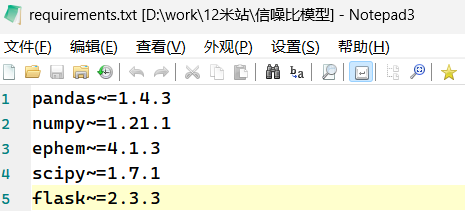 requirements.txt [D:\work\12米站\信噪比模型] - Notepad3
文件(F) 编辑(E) 查看(V) 外观(P) 设置(S) 帮助(H)
1 pandas~=1.4.3
2 numpy~=1.21.1
3 ephem~=4.1.3
4 scipy~=1.7.1
5 flask~=2.3.3